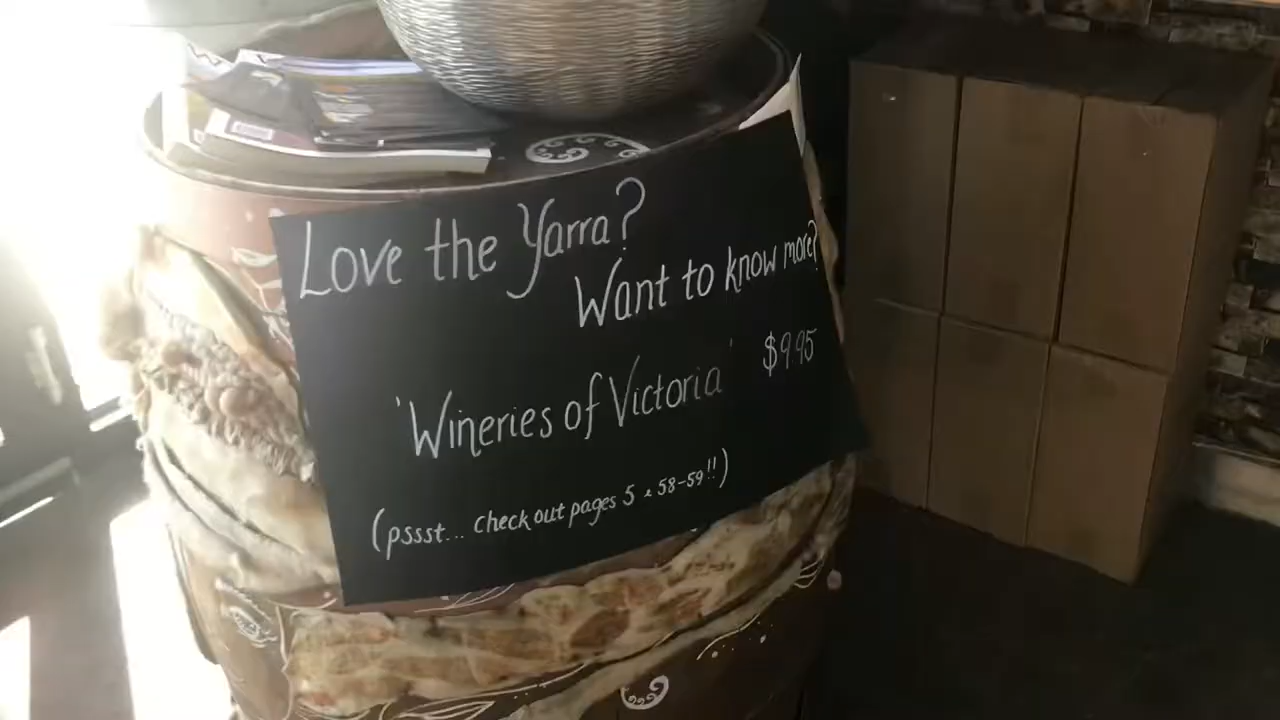 Love the Yarra?
Want to know more?
'Wineries of Victoria' $9.95
(pssst... check out pages 5 & 58-59!!)